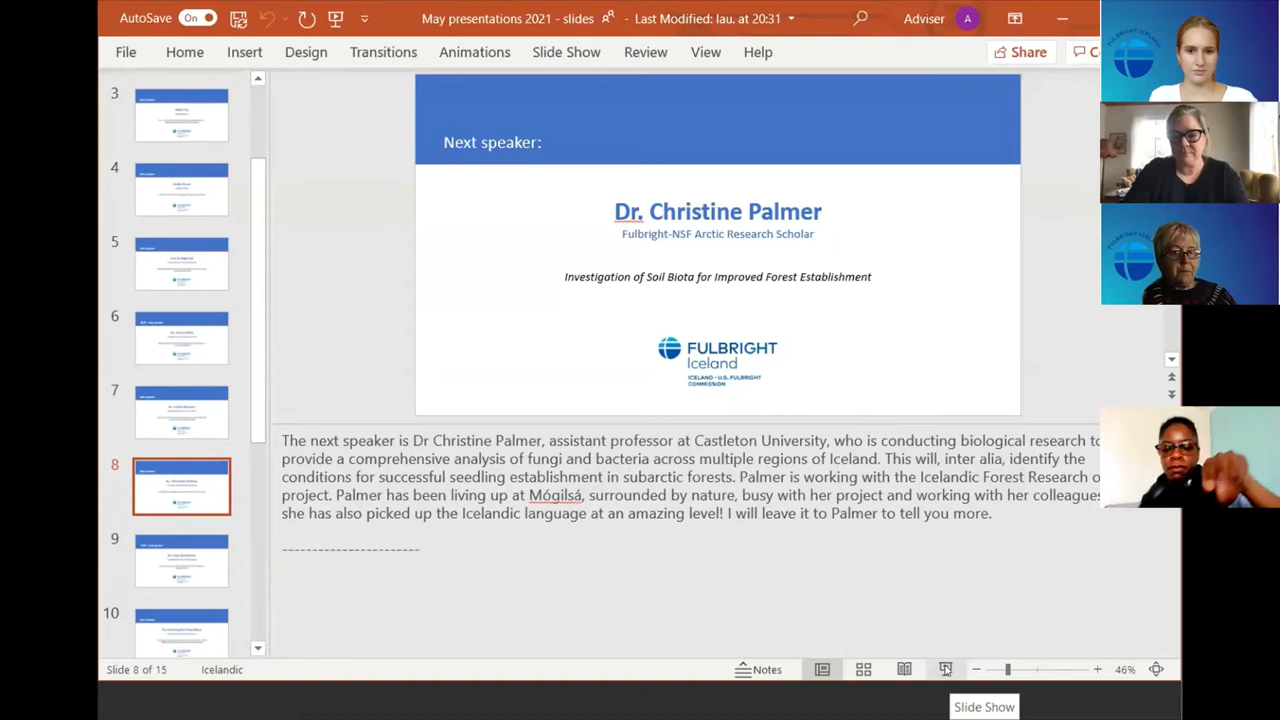 AutoSave On May presentations 2021 - slides Last Modified: lau. at 20:31 Adviser A
File Home Insert Design Transitions Animations Slide Show Review View Help Share
3
4
5
6
7
8
9
10
Next speaker:
Dr. Christine Palmer
Fulbright-NSF Arctic Research Scholar
Investigation of Soil Biota for Improved Forest Establishment
FULBRIGHT
Iceland
ICELAND - U.S. FULBRIGHT
COMMISSION
The next speaker is Dr Christine Palmer, assistant professor at Castleton University, who is conducting biological research to
provide a comprehensive analysis of fungi and bacteria across multiple regions of Iceland. This will, inter alia, identify the
conditions for successful seedling establishment in subarctic forests. Palmer is working with the Icelandic Forest Research o
project. Palmer has been living up at Mógilsá, surrounded by nature, busy with her project and working with her colleagues
she has also picked up the Icelandic language at an amazing level! I will leave it to Palmer to tell you more.
-----------------------
Slide 8 of 15 Icelandic Notes 46%
Slide Show
FULBRIGHT ICELAND
FULBRIGHT ICELAND